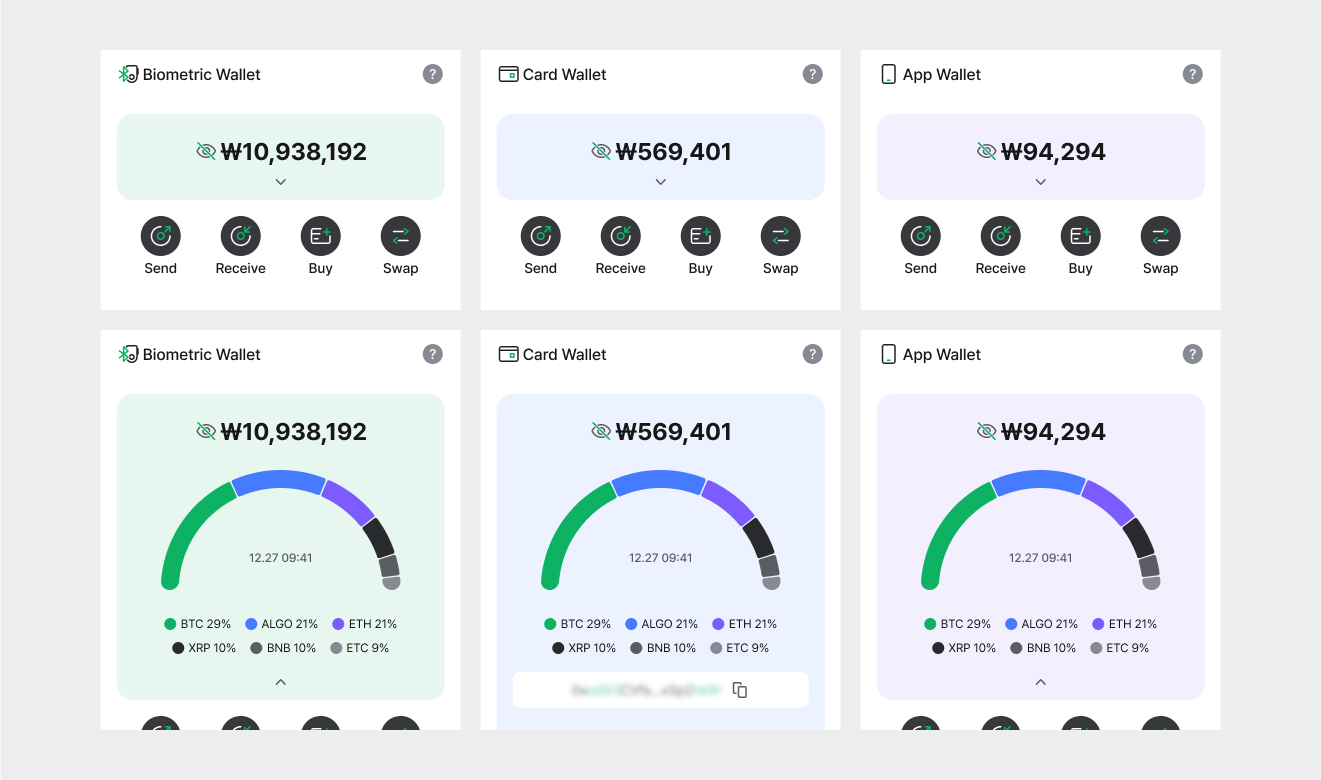 Biometric Wallet ?
₩10,938,192
Send Receive Buy Swap
Card Wallet ?
₩569,401
Send Receive Buy Swap
App Wallet ?
₩94,294
Send Receive Buy Swap
Biometric Wallet ?
₩10,938,192
12.27 09:41
BTC 29% ALGO 21% ETH 21%
XRP 10% BNB 10% ETC 9%
Card Wallet ?
₩569,401
12.27 09:41
BTC 29% ALGO 21% ETH 21%
XRP 10% BNB 10% ETC 9%
App Wallet ?
₩94,294
12.27 09:41
BTC 29% ALGO 21% ETH 21%
XRP 10% BNB 10% ETC 9%